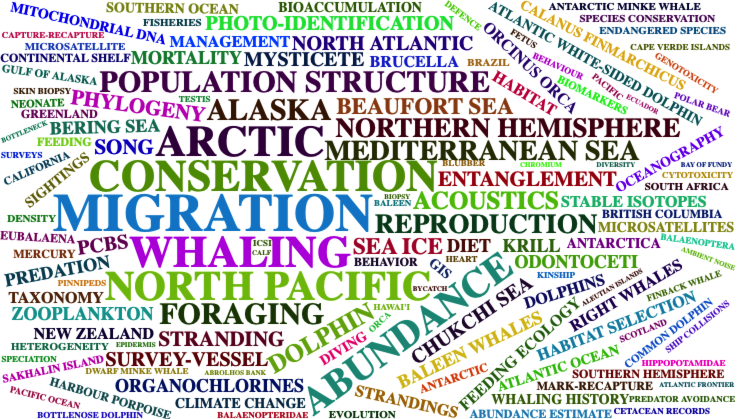 SOUTHERN OCEAN
BIOACCUMULATION
DEFENCE
ANTARCTIC MINKE WHALE
MITOCHONDRIAL DNA
FISHERIES
PHOTO-IDENTIFICATION
ATLANTIC WHITE-SIDED DOLPHIN
CALANUS FINMARCHICUS
SPECIES CONSERVATION
ENDANGERED SPECIES
CAPTURE-RECAPTURE
MICROSATELLITE
MANAGEMENT
NORTH ATLANTIC
ORCINUS ORCA
FETUS
CAPE VERDE ISLANDS
CONTINENTAL SHELF
MORTALITY
MYSTICETE
BRUCELLA
BRAZIL
BEHAVIOUR
GENOTOXICITY
GULF OF ALASKA
POPULATION STRUCTURE
HABITAT
BIOMARKERS
PACIFIC
ECUADOR
POLAR BEAR
SKIN BIOPSY
NEONATE
PHYLOGENY
TESTIS
ALASKA
BEAUFORT SEA
GREENLAND
BOTTLENECK
BERING SEA
ARCTIC
NORTHERN HEMISPHERE
FEEDING
SONG
MEDITERRANEAN SEA
OCEANOGRAPHY
SURVEYS
CALIFORNIA
SIGHTINGS
CONSERVATION
BLUBBER
CHROMIUM
DIVERSITY
BAY OF FUNDY
ENTANGLEMENT
CYTOTOXICITY
SOUTH AFRICA
MIGRATION
BIOPSY
BALEEN
ACOUSTICS
STABLE ISOTOPES
DENSITY
REPRODUCTION
BRITISH COLUMBIA
MICROSATELLITES
EUBALAENA
PCBS
WHALING
ICSI
CALF
SEA ICE
DIET
KRILL
ANTARCTICA
BALAENOPTERA
MERCURY
BEHAVIOR
HEART
GIS
ODONTOCETI
AMBIENT NOISE
PREDATION
PINNIPEDS
NORTH PACIFIC
BYCATCH
ABUNDANCE
KINSHIP
ALEUTIAN ISLANDS
FINBACK WHALE
TAXONOMY
CHUKCHI SEA
DOLPHINS
RIGHT WHALES
ZOOPLANKTON
FORAGING
DOLPHIN
HAWAI'I
ORCA
BALEEN WHALES
FEEDING ECOLOGY
HABITAT SELECTION
NEW ZEALAND
STRANDING
DIVING
SCOTLAND
COMMON DOLPHIN
SHIP COLLISIONS
HETEROGENEITY
EPIDERMIS
SPECIATION
SURVEY-VESSEL
SAKHALIN ISLAND
DWARF MINKE WHALE
ABROLHOS BANK
ANTARCTIC
ATLANTIC OCEAN
HIPPOPOTAMIDAE
SOUTHERN HEMISPHERE
HARBOUR PORPOISE
ORGANOCHLORINES
STRANDINGS
MARK-RECAPTURE
ATLANTIC FRONTIER
PACIFIC OCEAN
CLIMATE CHANGE
WHALING HISTORY
PREDATOR AVOIDANCE
BOTTLENOSE DOLPHIN
BALAENOPTERIDAE
EVOLUTION
ABUNDANCE ESTIMATE
CETACEAN RECORDS